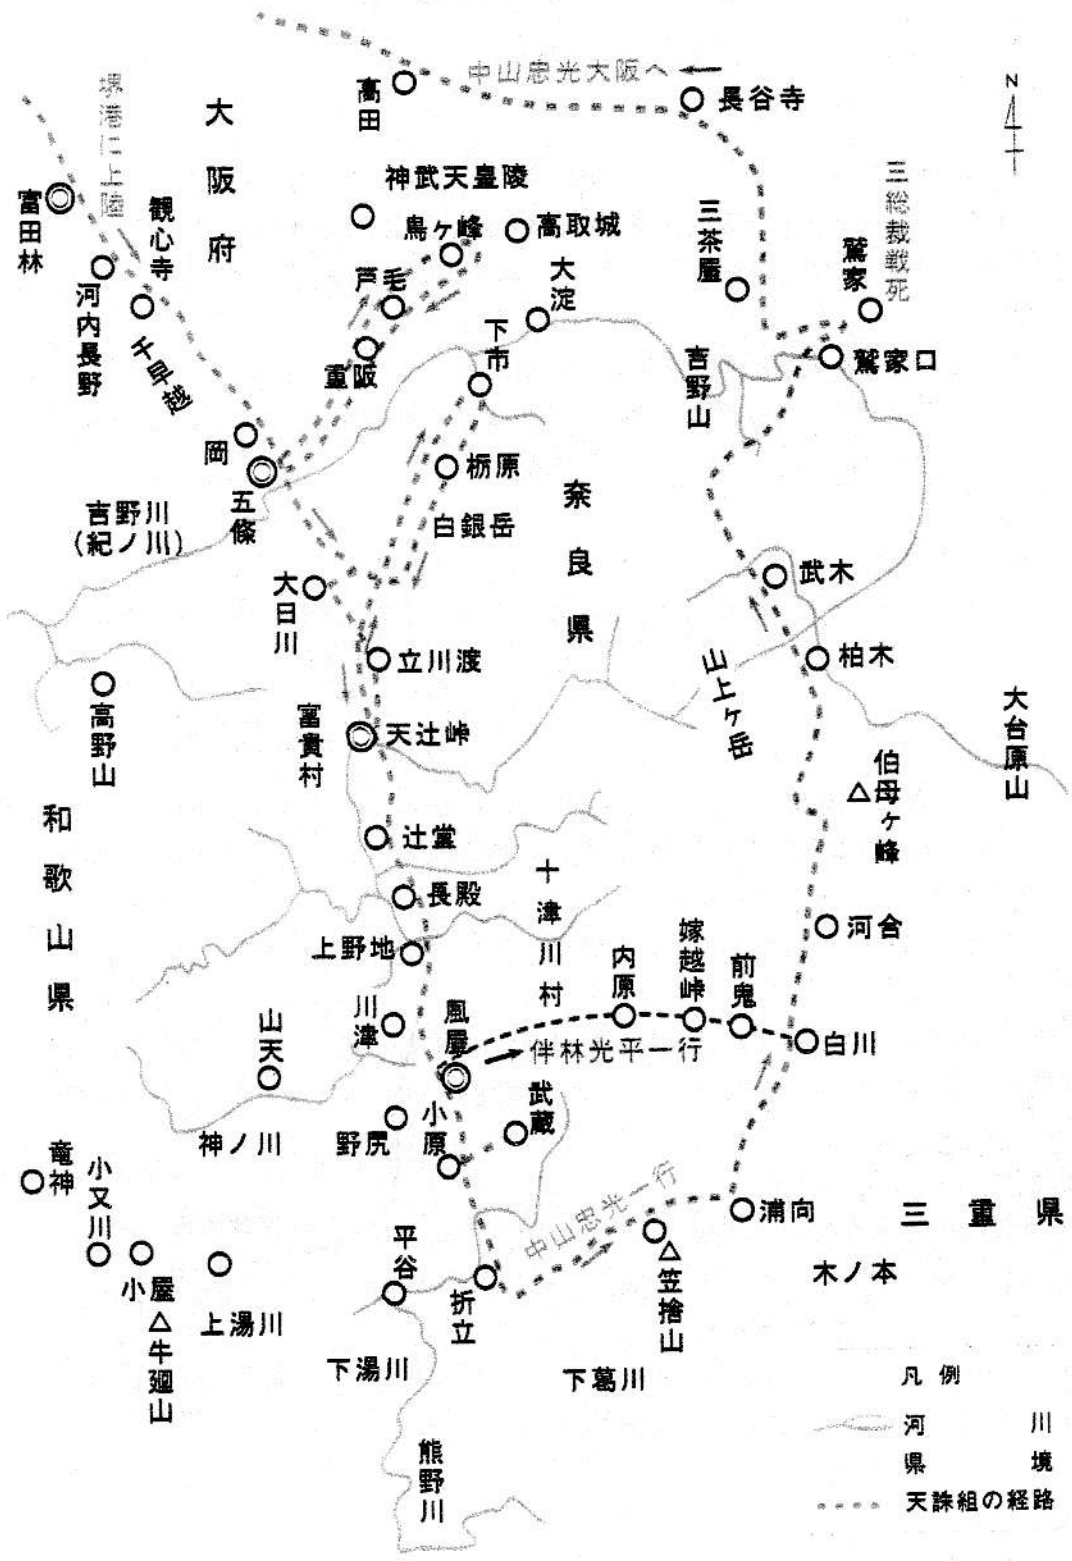 中山忠光大阪へ
N
高田
長谷寺
堺港に上陸
大阪府
富田林
観心寺
河内長野
千早越
神武天皇陵
鳥ヶ峰
高取城
芦毛
大淀
重阪
下市
三茶屋
三総裁戦死
鷲家
鷲家口
吉野山
岡
五條
栃原
白銀岳
吉野川
(紀ノ川)
奈良県
大日川
武木
立川渡
柏木
山上ヶ岳
高野山
富貴村
天辻峠
大台原山
伯母ヶ峰
和歌山県
辻堂
長殿
十津川村
上野地
河合
内原
嫁越峠
前鬼
川津
風屋
白川
伴林光平一行
山天
神ノ川
野尻
小原
武蔵
竜神
小又川
小屋
牛廻山
上湯川
平谷
折立
中山忠光一行
浦向
笠捨山
三重県
木ノ本
下湯川
下葛川
熊野川
凡例
河川
県境
天誅組の経路